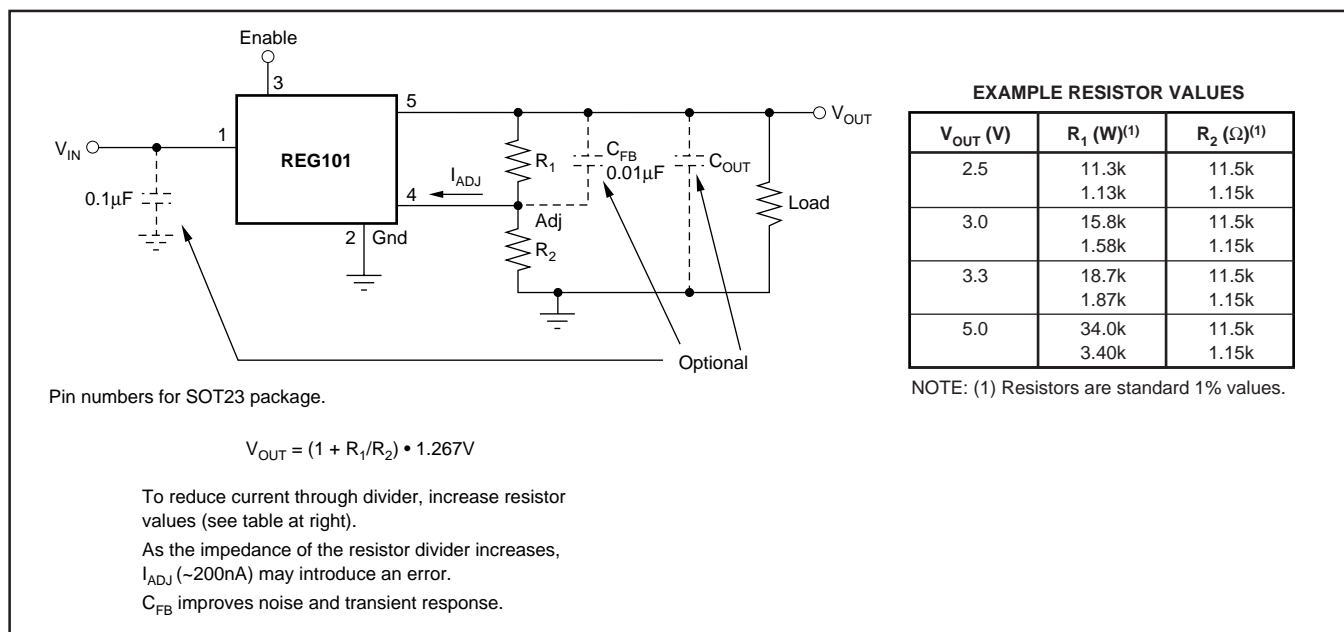 Enable
3
5
V_OUT
1
V_IN
REG101
R_1
C_FB
0.01µF
C_OUT
I_ADJ
0.1µF
4
Adj
Load
2 Gnd
R_2
Optional
Pin numbers for SOT23 package.
V_OUT = (1 + R_1/R_2) • 1.267V
To reduce current through divider, increase resistor
values (see table at right).
As the impedance of the resistor divider increases,
I_ADJ (~200nA) may introduce an error.
C_FB improves noise and transient response.
EXAMPLE RESISTOR VALUES
V_OUT (V) R_1 (W)(1) R_2 (Ω)(1)
2.5 11.3k 11.5k
1.13k 1.15k
3.0 15.8k 11.5k
1.58k 1.15k
3.3 18.7k 11.5k
1.87k 1.15k
5.0 34.0k 11.5k
3.40k 1.15k
NOTE: (1) Resistors are standard 1% values.